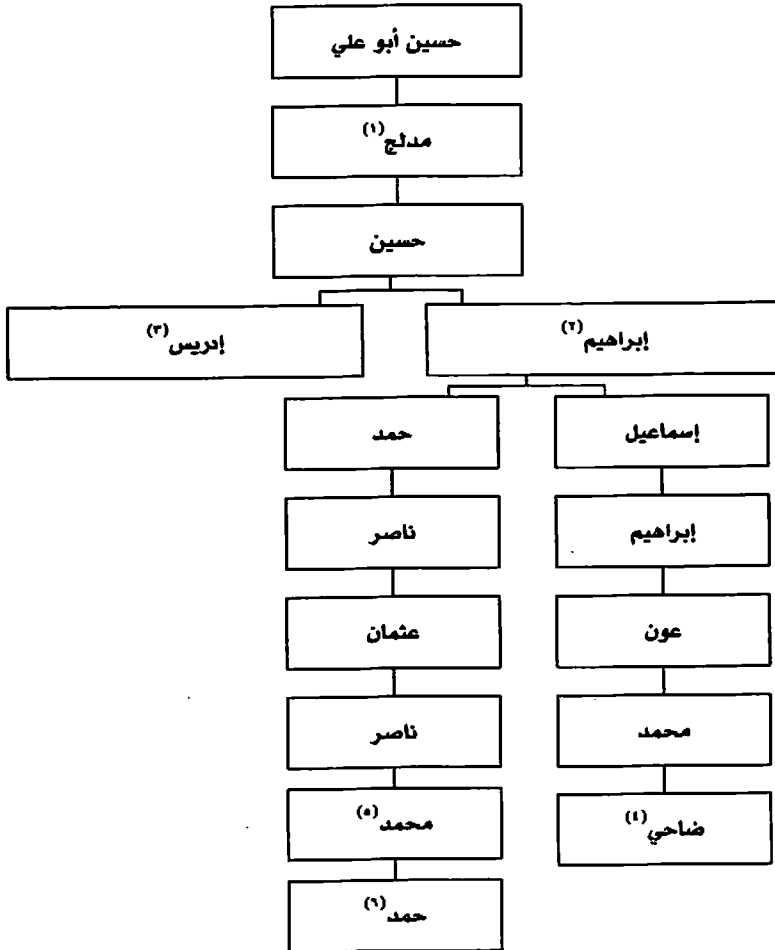 حسين أبو علي
مدلج (١)
حسين
إبراهيم (٢)
إدريس (٣)
إسماعيل
حمد
إبراهيم
ناصر
عون
عثمان
محمد
ناصر
ضاحي (٤)
محمد (٥)
حمد (٦)